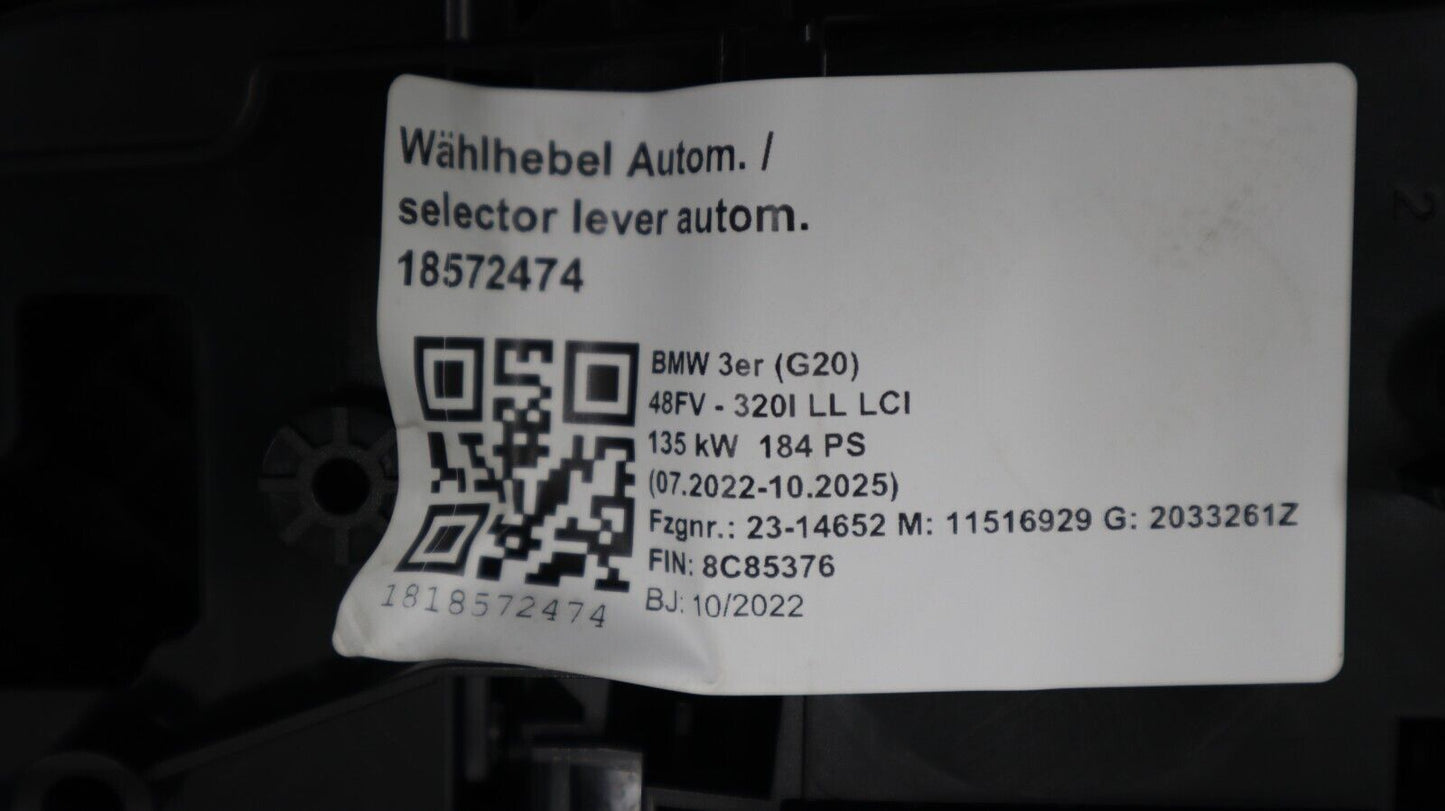 Wählhebel Autom. /
selector lever autom.
18572474
BMW 3er (G20)
48FV - 320I LL LCI
135 kW 184 PS
(07.2022-10.2025)
Fzgnr.: 23-14652 M: 11516929 G: 2033261Z
FIN: 8C85376
BJ: 10/2022
1818572474
2